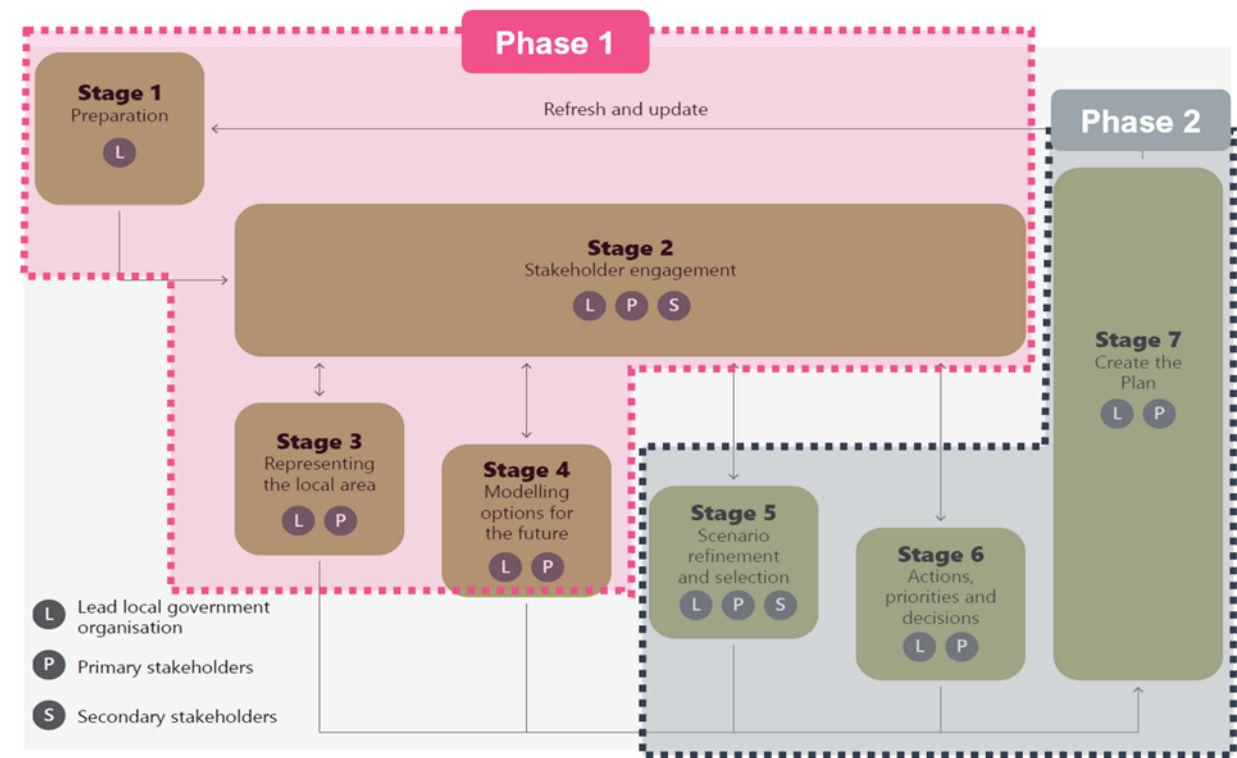 Phase 1
Stage 1
Preparation
L
Refresh and update
Phase 2
Stage 2
Stakeholder engagement
L P S
Stage 7
Create the
Plan
L P
Stage 3
Representing
the local area
L P
Stage 4
Modelling
options for
the future
L P
Stage 5
Scenario
refinement
and selection
L P S
Stage 6
Actions,
priorities and
decisions
L P
L Lead local government
organisation
P Primary stakeholders
S Secondary stakeholders